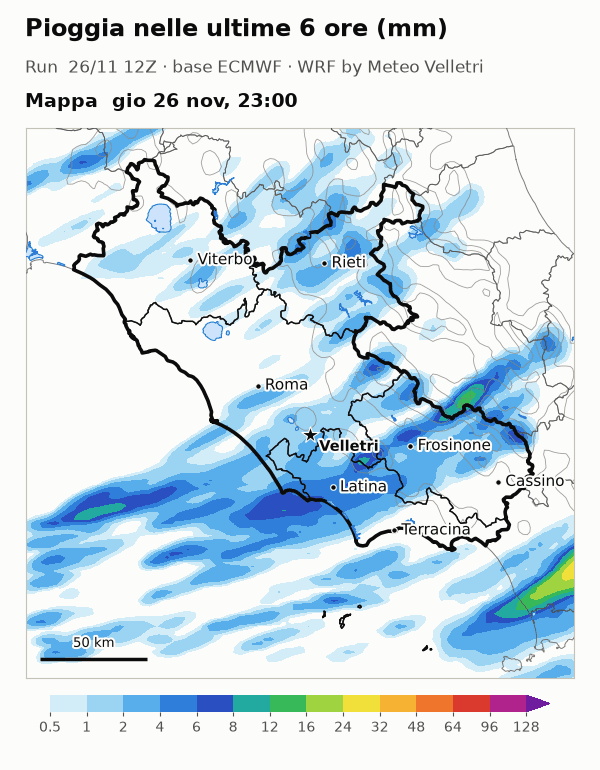 Pioggia nelle ultime 6 ore (mm)
Run  26/11 12Z · base ECMWF · WRF by Meteo Velletri
Mappa  gio 26 nov, 23:00
Viterbo
Rieti
Roma
Velletri
Frosinone
Latina
Cassino
Terracina
50 km
0.5 1 2 4 6 8 12 16 24 32 48 64 96 128